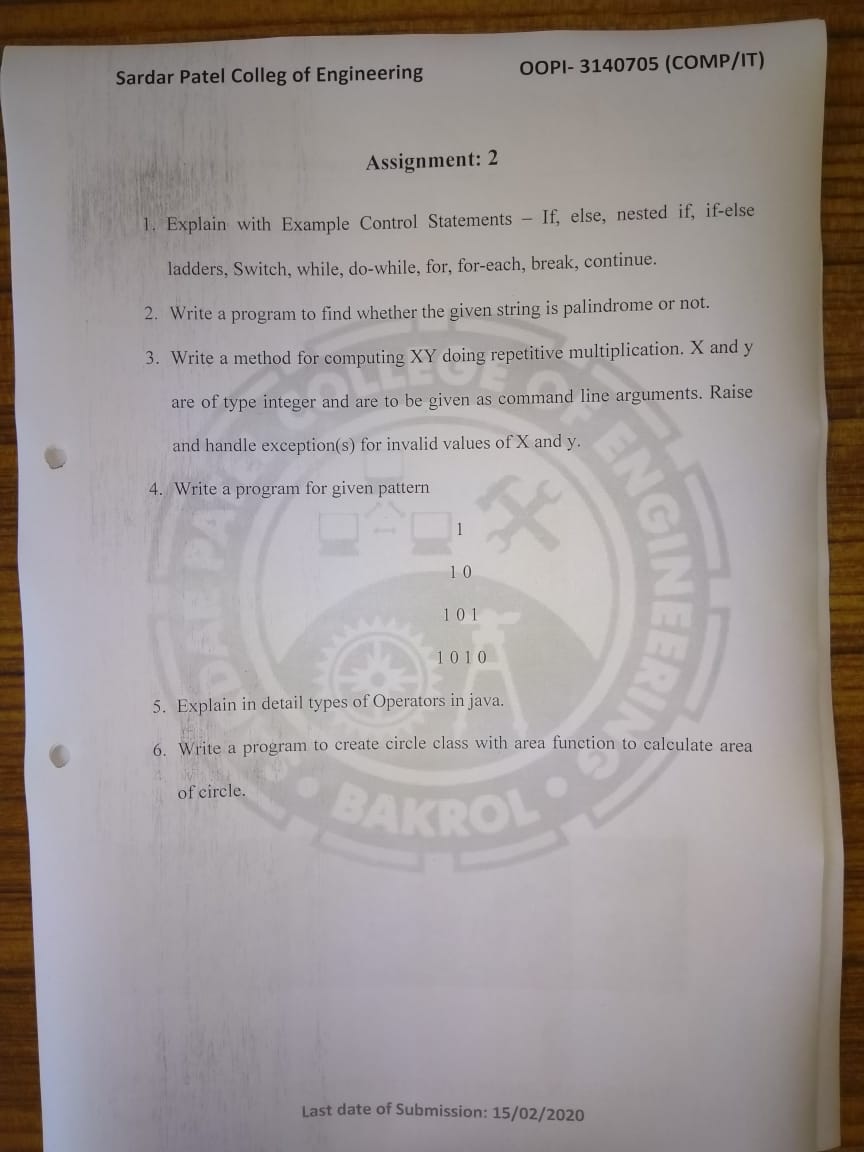 Sardar Patel Colleg of Engineering
OOPI- 3140705 (COMP/IT)
Assignment: 2
1. Explain with Example Control Statements – If, else, nested if, if-else
ladders, Switch, while, do-while, for, for-each, break, continue.
2. Write a program to find whether the given string is palindrome or not.
3. Write a method for computing XY doing repetitive multiplication. X and y
are of type integer and are to be given as command line arguments. Raise
and handle exception(s) for invalid values of X and y.
4. Write a program for given pattern
1
1 0
1 0 1
1 0 1 0
5. Explain in detail types of Operators in java.
6. Write a program to create circle class with area function to calculate area
of circle.
COLLEGE OF ENGINEERING
BAKROL
Last date of Submission: 15/02/2020